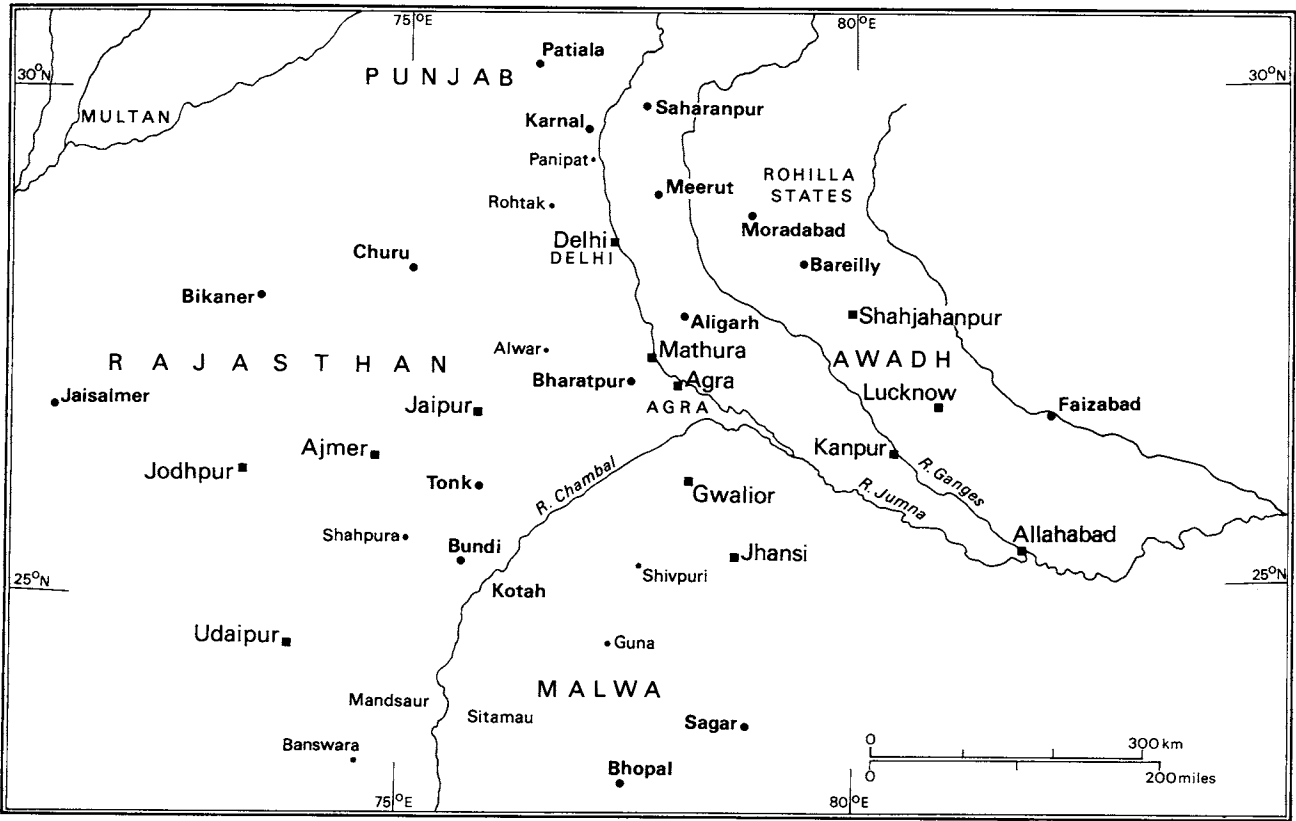 75°E
80°E
Patiala
30°N
PUNJAB
30°N
Saharanpur
MULTAN
Karnal
Panipat
ROHILLA
STATES
Meerut
Rohtak
Moradabad
Delhi
DELHI
Churu
Bareilly
Bikaner
Shahjahanpur
Aligarh
Alwar
Mathura
RAJASTHAN
AWADH
Bharatpur
Agra
Jaisalmer
Lucknow
Jaipur
AGRA
Faizabad
Ajmer
Kanpur
Jodhpur
R. Chambal
R. Ganges
Tonk
Gwalior
R. Jumna
Shahpura
Allahabad
Bundi
Jhansi
Shivpuri
25°N
25°N
Kotah
Udaipur
Guna
MALWA
Mandsaur
Sitamau
Sagar
Banswara
0
300 km
Bhopal
0
200 miles
75°E
80°E